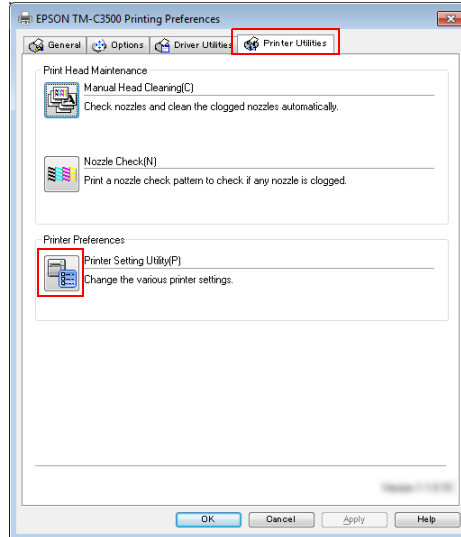 EPSON TM-C3500 Printing Preferences
General Options Driver Utilities Printer Utilities
Print Head Maintenance
Manual Head Cleaning(C)
Check nozzles and clean the clogged nozzles automatically.
Nozzle Check(N)
Print a nozzle check pattern to check if any nozzle is clogged.
Printer Preferences
Printer Setting Utility(P)
Change the various printer settings.
OK Cancel Apply Help